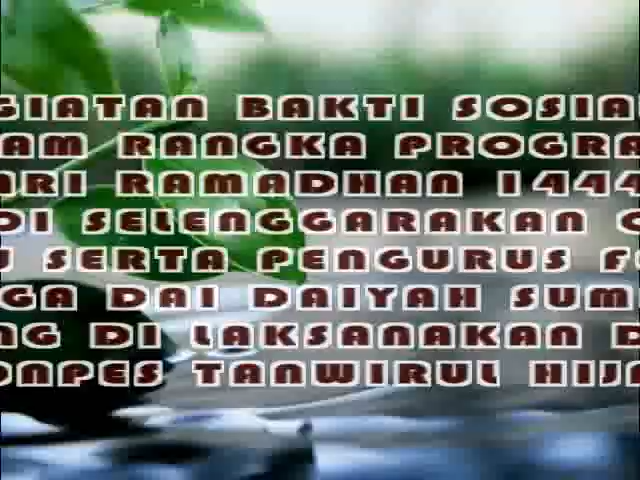 GIATAN BAKTI SOSIA
AM RANGKA PROGRA
ARI RAMADHAN 1444
DI SELENGGARAKAN
SERTA PENGURUS F
GA DAI DAIYAH SUM
NG DI LAKSANAKAN D
ONPES TANWIRUL HIJA